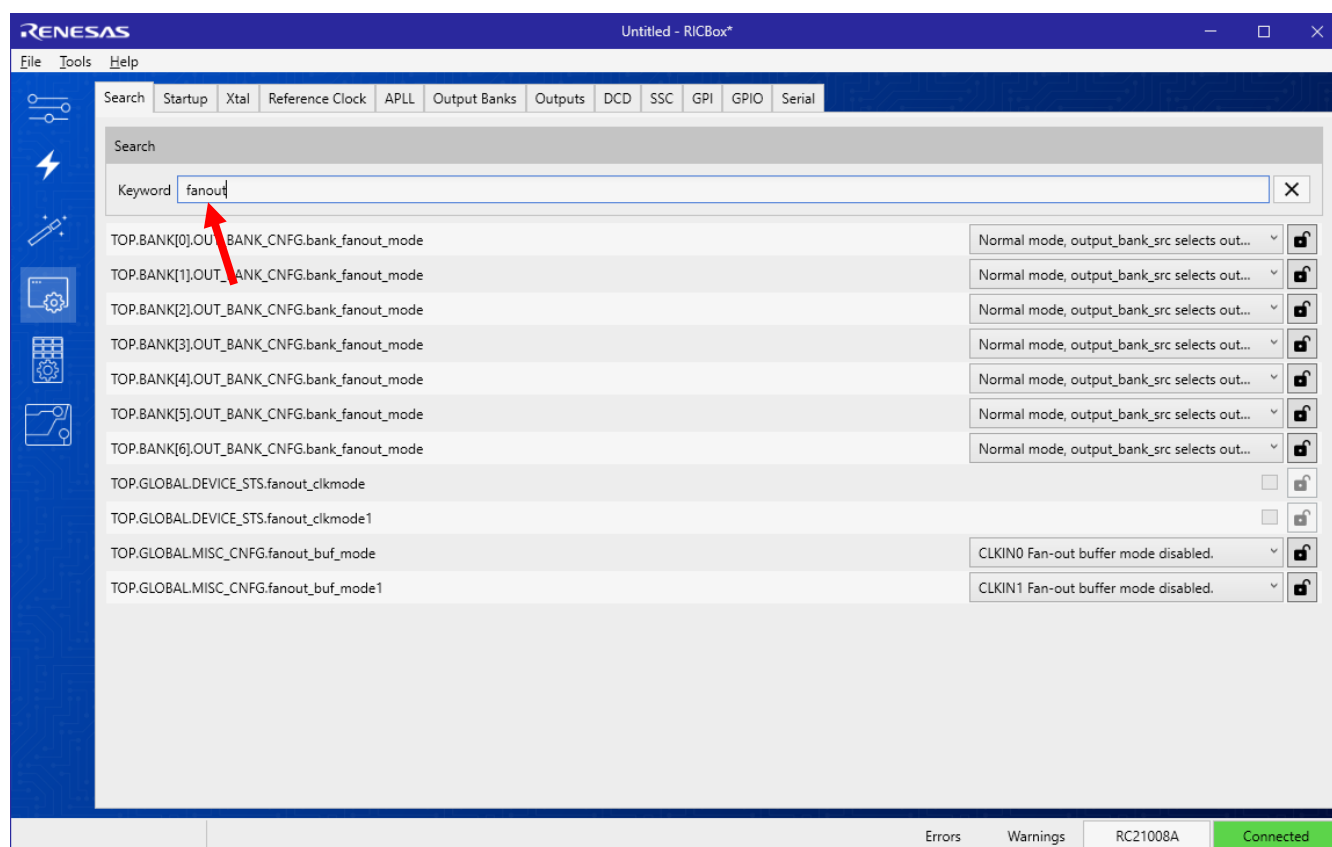 RENESAS
Untitled - RICBox*
File Tools Help
Search Startup Xtal Reference Clock APLL Output Banks Outputs DCD SSC GPI GPIO Serial
Search
Keyword fanout
TOP.BANK[0].OUT_BANK_CNFG.bank_fanout_mode Normal mode, output_bank_src selects out...
TOP.BANK[1].OUT_BANK_CNFG.bank_fanout_mode Normal mode, output_bank_src selects out...
TOP.BANK[2].OUT_BANK_CNFG.bank_fanout_mode Normal mode, output_bank_src selects out...
TOP.BANK[3].OUT_BANK_CNFG.bank_fanout_mode Normal mode, output_bank_src selects out...
TOP.BANK[4].OUT_BANK_CNFG.bank_fanout_mode Normal mode, output_bank_src selects out...
TOP.BANK[5].OUT_BANK_CNFG.bank_fanout_mode Normal mode, output_bank_src selects out...
TOP.BANK[6].OUT_BANK_CNFG.bank_fanout_mode Normal mode, output_bank_src selects out...
TOP.GLOBAL.DEVICE_STS.fanout_clkmode
TOP.GLOBAL.DEVICE_STS.fanout_clkmode1
TOP.GLOBAL.MISC_CNFG.fanout_buf_mode CLKIN0 Fan-out buffer mode disabled.
TOP.GLOBAL.MISC_CNFG.fanout_buf_mode1 CLKIN1 Fan-out buffer mode disabled.
Errors Warnings RC21008A Connected